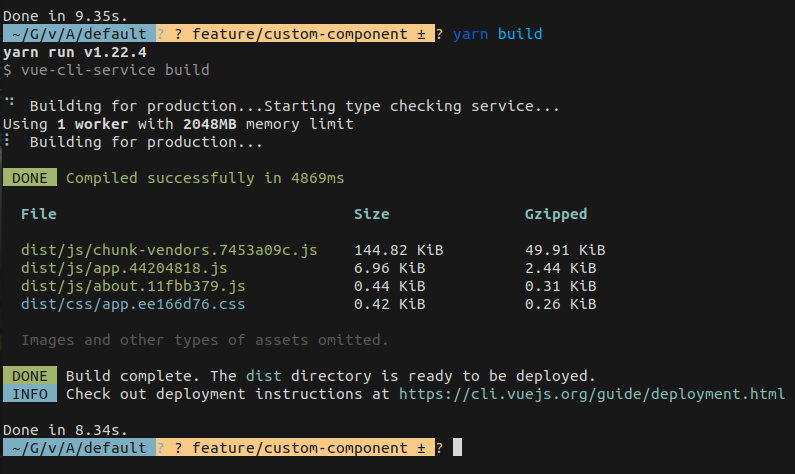 Done in 9.35s.
~/G/v/A/default ? ? feature/custom-component ± ? yarn build
yarn run v1.22.4
$ vue-cli-service build
Building for production...Starting type checking service...
Using 1 worker with 2048MB memory limit
Building for production...
DONE Compiled successfully in 4869ms
File Size Gzipped
dist/js/chunk-vendors.7453a09c.js 144.82 KiB 49.91 KiB
dist/js/app.44204818.js 6.96 KiB 2.44 KiB
dist/js/about.11fbb379.js 0.44 KiB 0.31 KiB
dist/css/app.ee166d76.css 0.42 KiB 0.26 KiB
Images and other types of assets omitted.
DONE Build complete. The dist directory is ready to be deployed.
INFO Check out deployment instructions at https://cli.vuejs.org/guide/deployment.html
Done in 8.34s.
~/G/v/A/default ? ? feature/custom-component ± ?